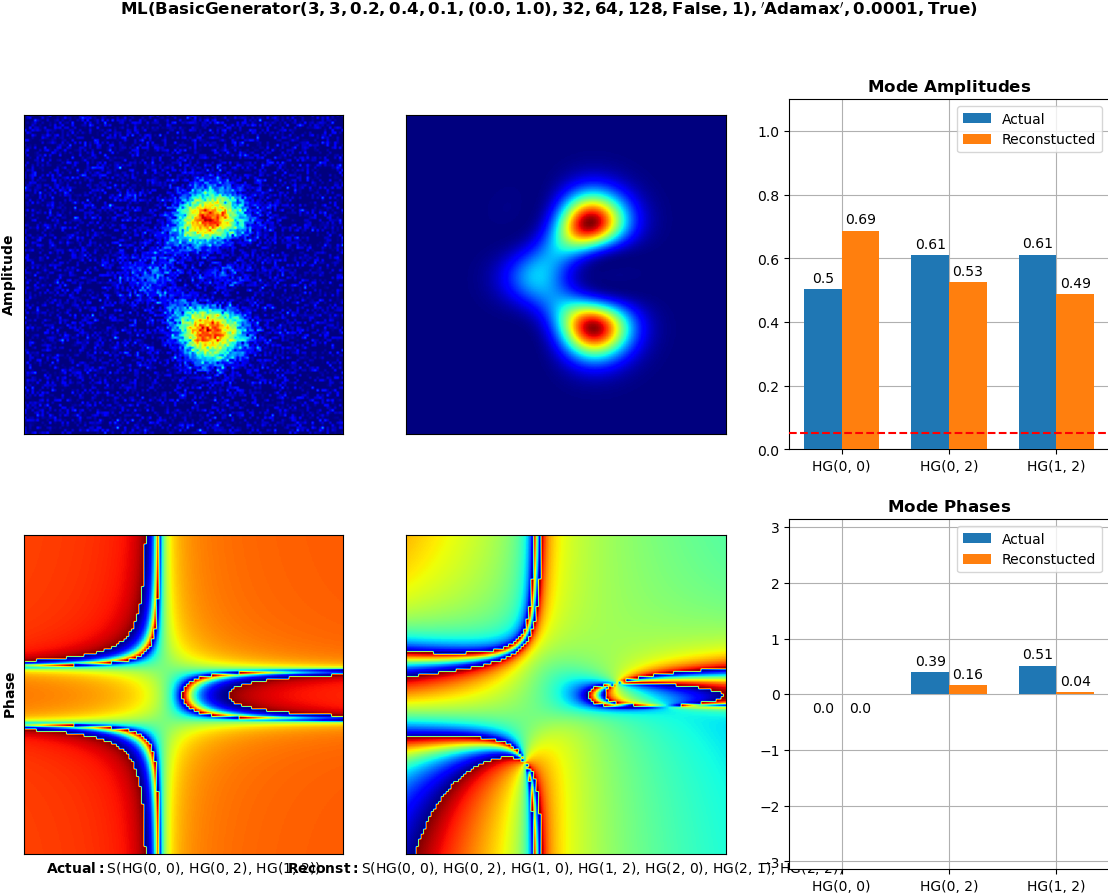 ML(BasicGenerator(3, 3, 0.2, 0.4, 0.1, (0.0, 1.0), 32, 64, 128, False, 1), ′Adamax′, 0.0001, True)
Mode Amplitudes
Actual
Reconstucted
1.0
0.8
0.6
0.4
0.2
0.0
0.5
0.69
0.61
0.53
0.61
0.49
HG(0, 0)
HG(0, 2)
HG(1, 2)
Amplitude
Mode Phases
Actual
Reconstucted
3
2
1
0
−1
−2
−3
0.0
0.0
0.39
0.16
0.51
0.04
HG(0, 0)
HG(0, 2)
HG(1, 2)
Phase
Actual: S(HG(0, 0), HG(0, 2), HG(1, 2))
Reconst: S(HG(0, 0), HG(0, 2), HG(1, 0), HG(1, 2), HG(2, 0), HG(2, 1), HG(2, 2))